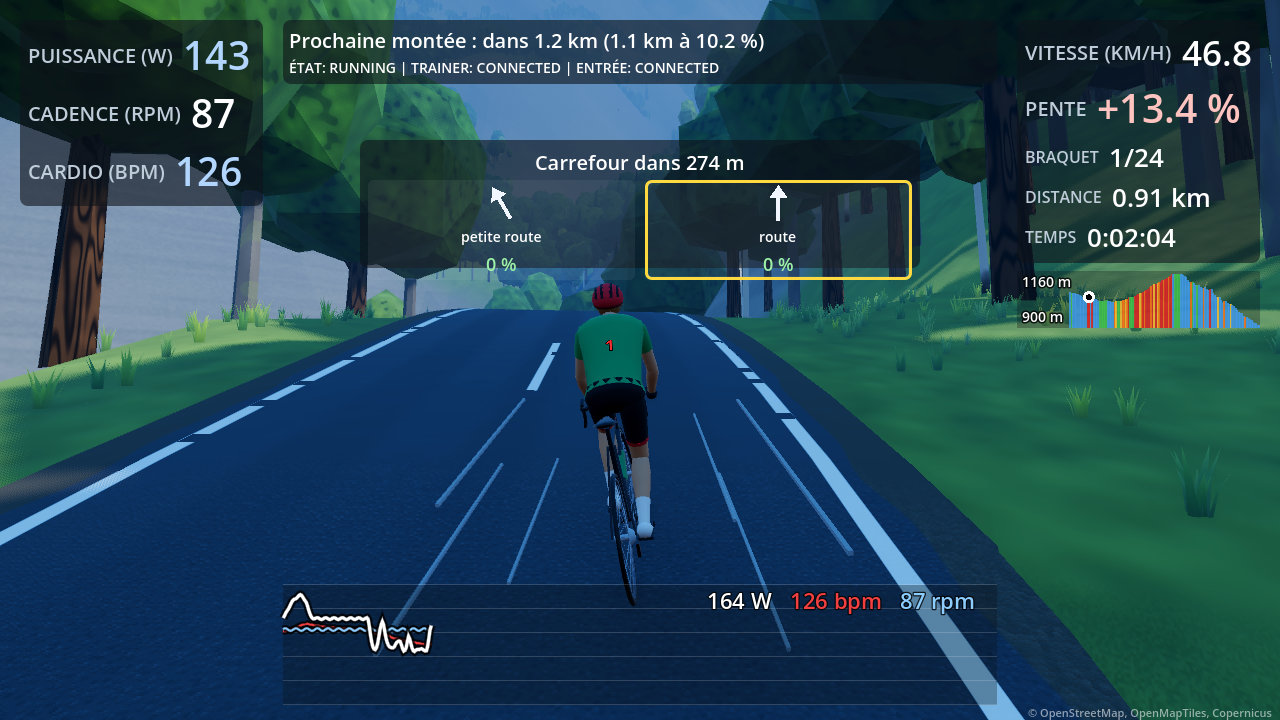 PUISSANCE (W) 143
CADENCE (RPM) 87
CARDIO (BPM) 126
Prochaine montée : dans 1.2 km (1.1 km à 10.2 %)
ÉTAT: RUNNING | TRAINER: CONNECTED | ENTRÉE: CONNECTED
Carrefour dans 274 m
petite route
0 %
route
0 %
VITESSE (KM/H) 46.8
PENTE +13.4 %
BRAQUET 1/24
DISTANCE 0.91 km
TEMPS 0:02:04
1160 m
900 m
1
164 W 126 bpm 87 rpm
© OpenStreetMap, OpenMapTiles, Copernicus